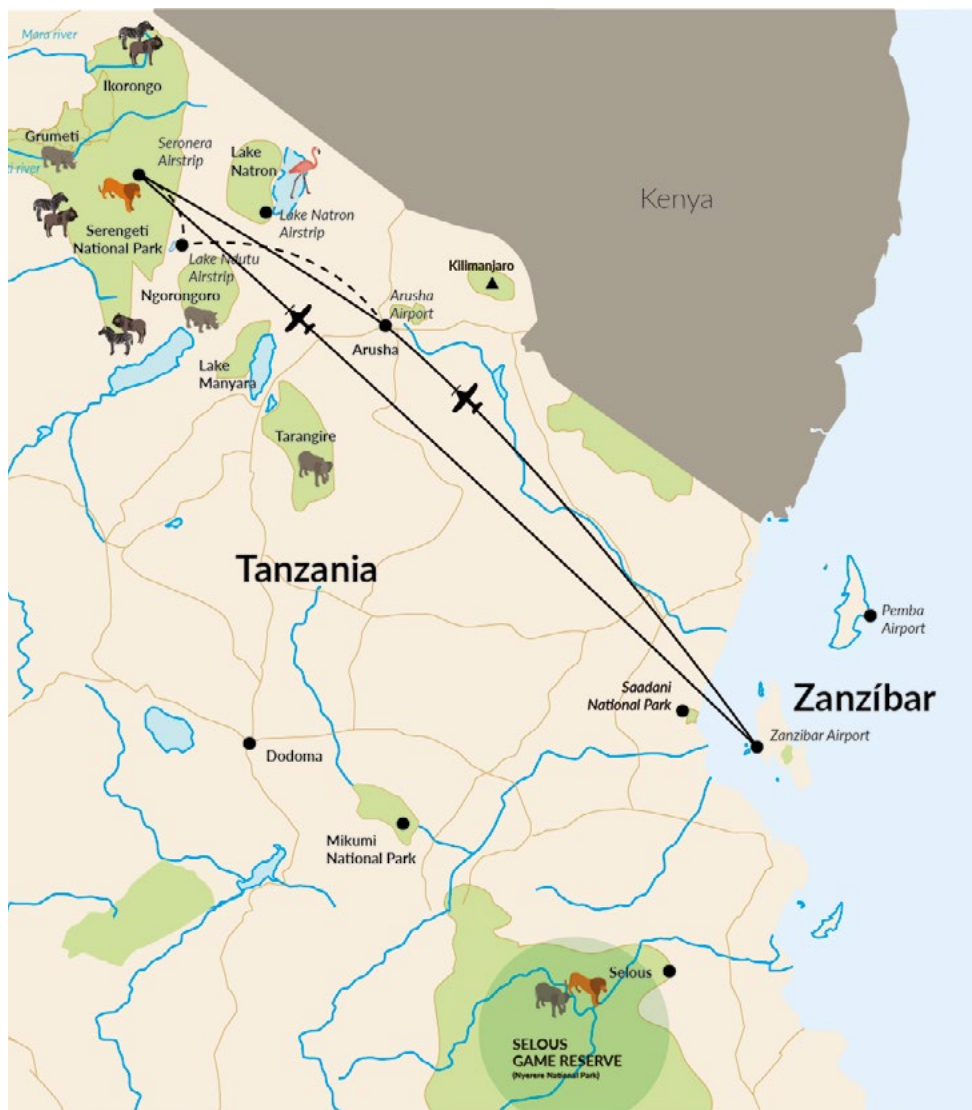 Mara river
Ikorongo
Grumeti
river
Seronera
Airstrip
Lake
Natron
Lake Natron
Airstrip
Kenya
Serengeti
National Park
Lake Ndutu
Airstrip
Ngorongoro
Kilimanjaro
Arusha
Airport
Arusha
Lake
Manyara
Tarangire
Tanzania
Pemba
Airport
Saadani
National Park
Zanzíbar
Zanzibar Airport
Dodoma
Mikumi
National Park
Selous
SELOUS
GAME RESERVE
(Nyerere National Park)